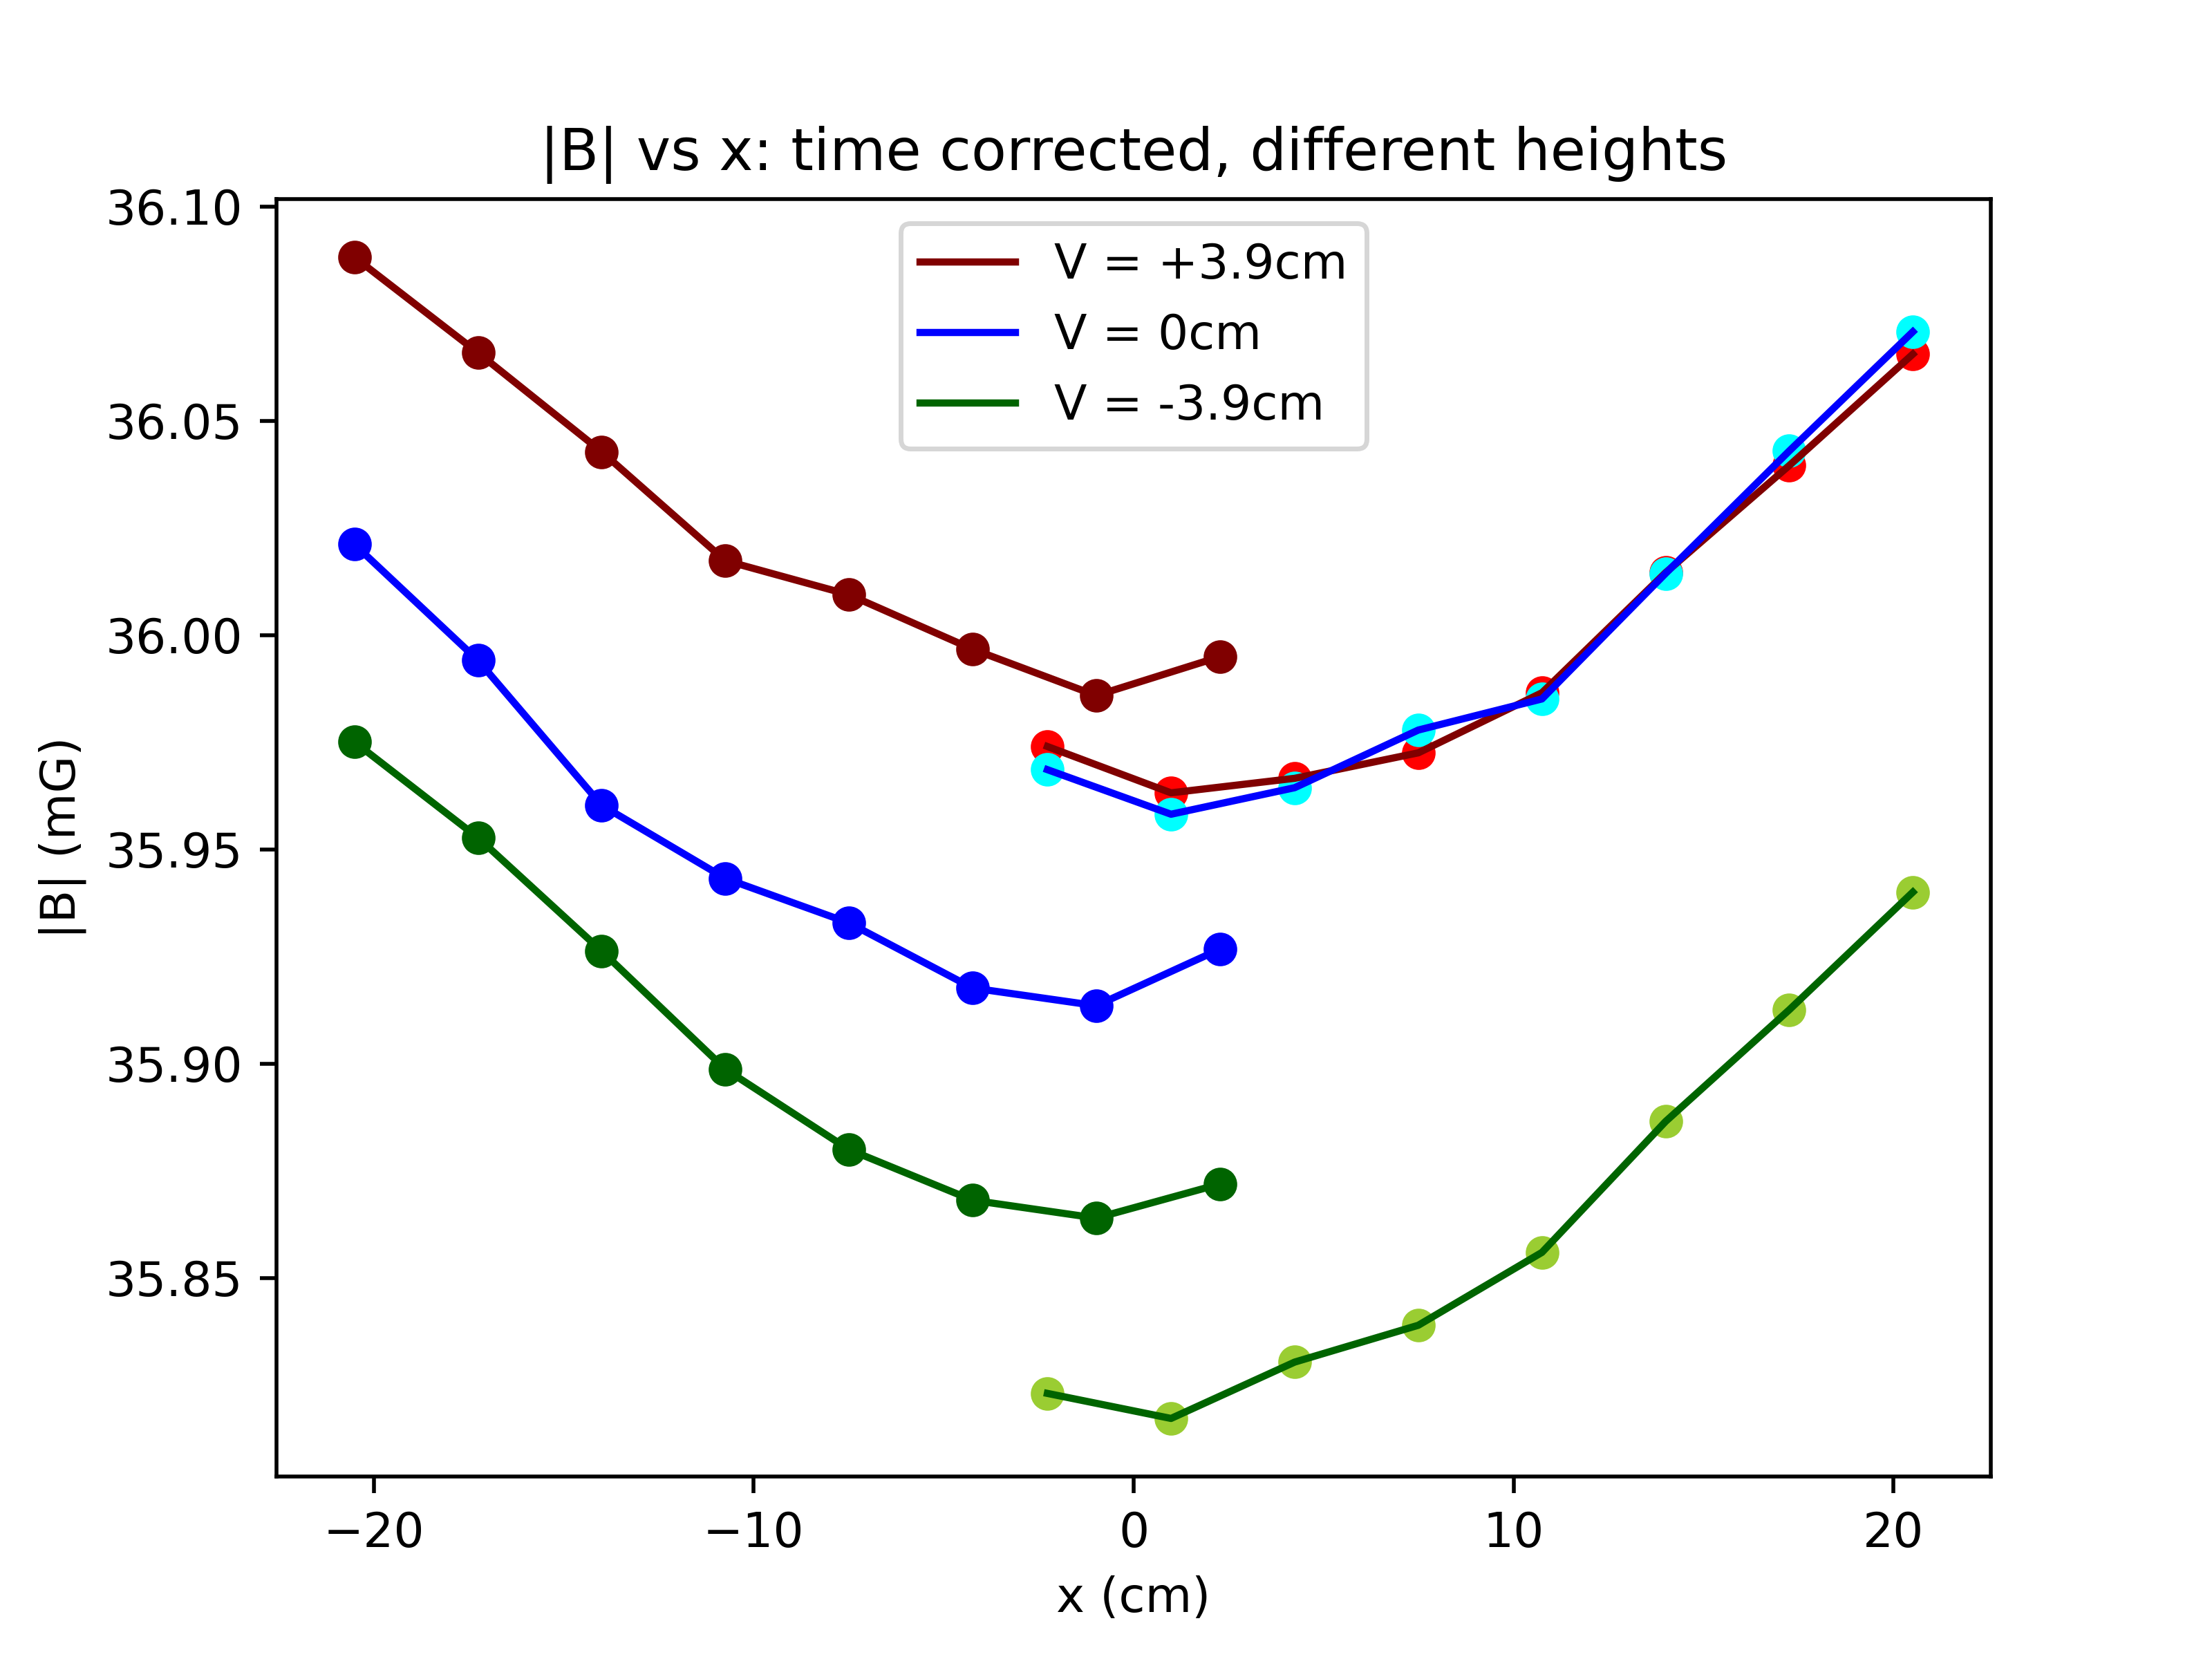 |B| vs x: time corrected, different heights
V = +3.9cm
V = 0cm
V = -3.9cm
36.10
36.05
36.00
35.95
35.90
35.85
|B| (mG)
−20 −10 0 10 20
x (cm)